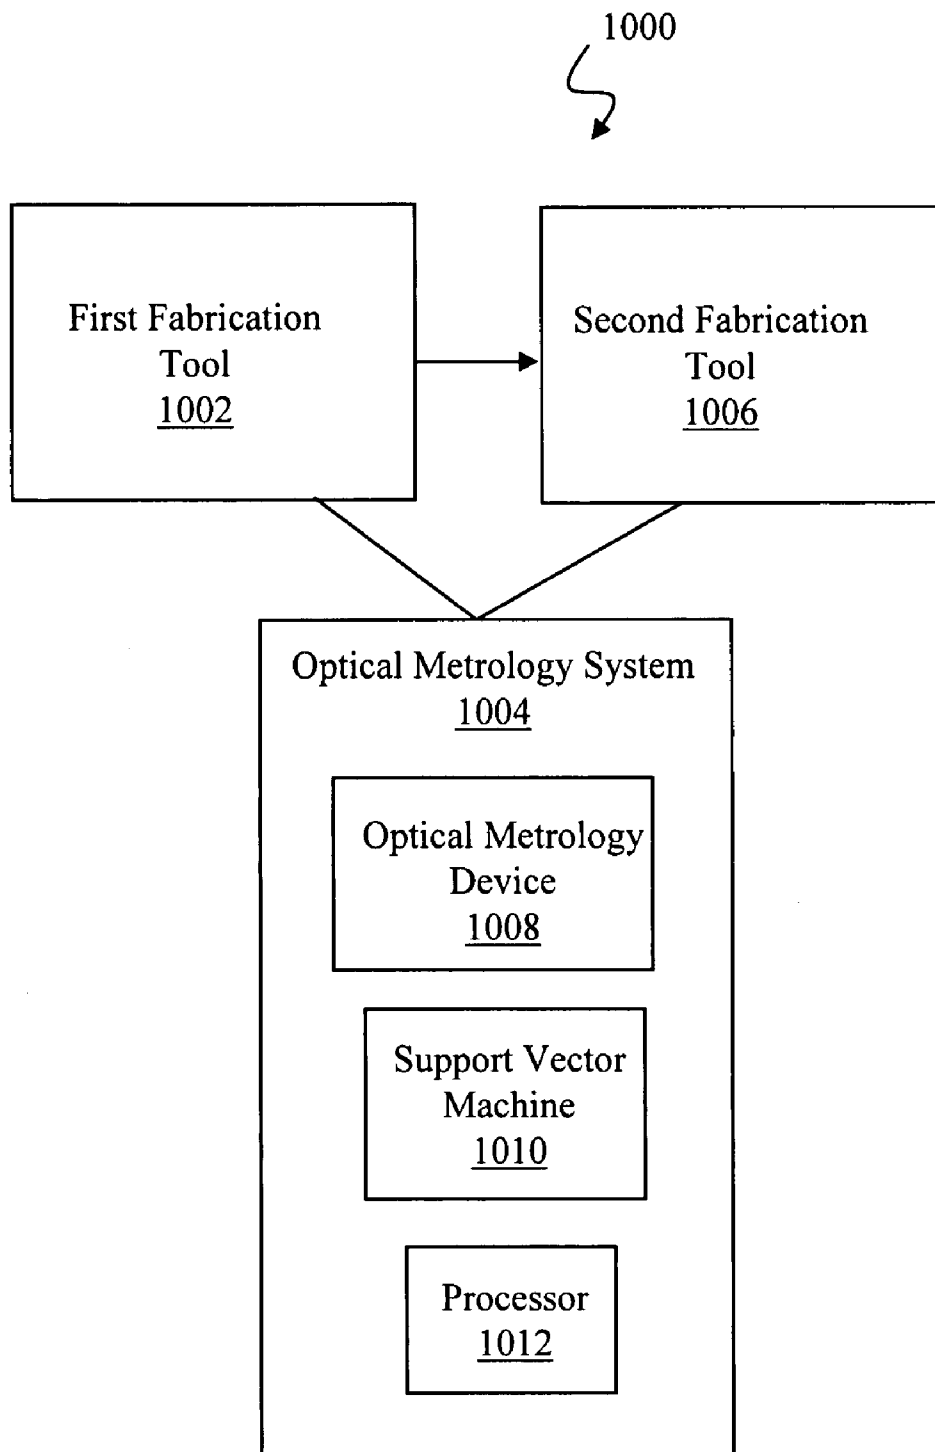 1000
First Fabrication
Tool
1002
Second Fabrication
Tool
1006
Optical Metrology System
1004
Optical Metrology
Device
1008
Support Vector
Machine
1010
Processor
1012